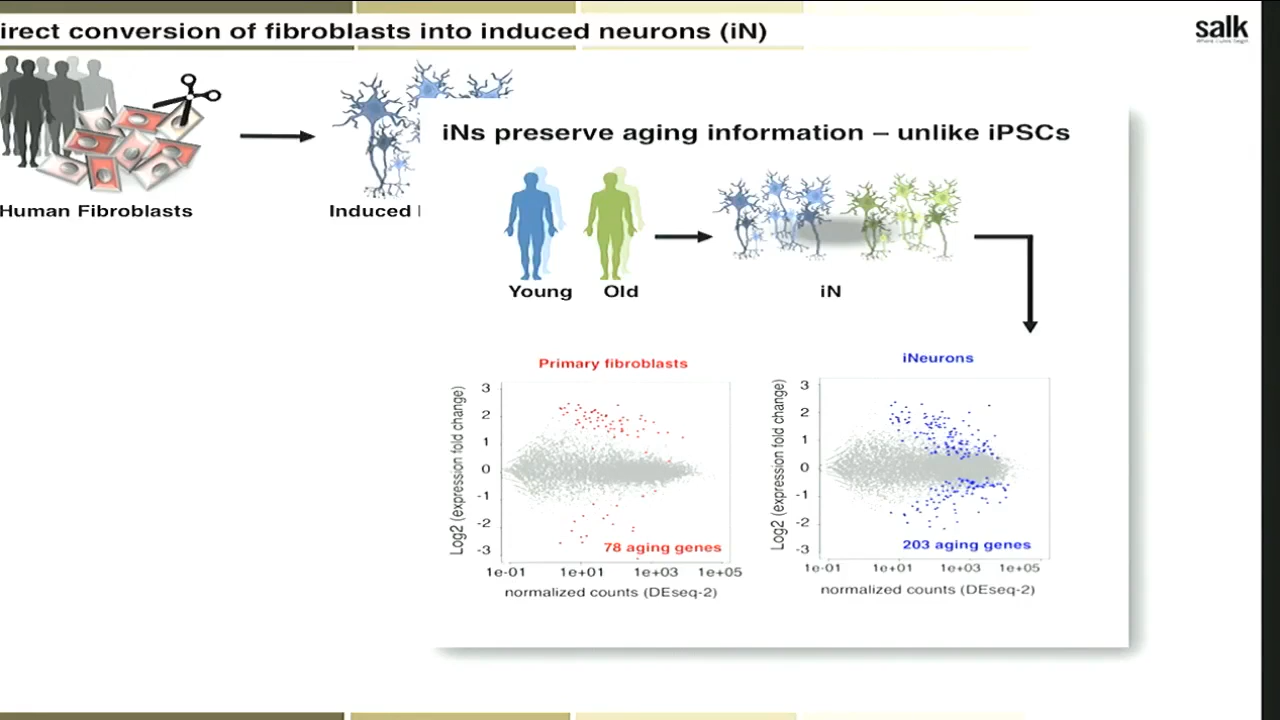 irect conversion of fibroblasts into induced neurons (iN)
salk
Where cures begin.
Human Fibroblasts
Induced
iNs preserve aging information – unlike iPSCs
Young
Old
iN
Primary fibroblasts
Log2 (expression fold change)
3
2
1
0
-1
-2
-3
78 aging genes
1e-01
1e+01
1e+03
1e+05
normalized counts (DEseq-2)
iNeurons
Log2 (expression fold change)
3
2
1
0
-1
-2
-3
203 aging genes
1e-01
1e+01
1e+03
1e+05
normalized counts (DEseq-2)